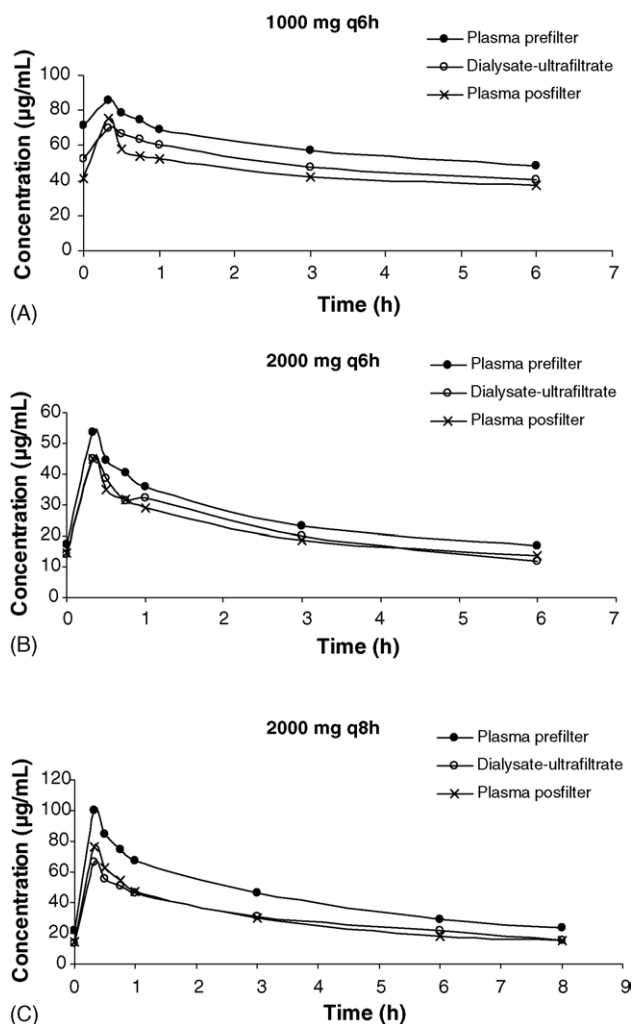 1000 mg q6h
Plasma prefilter
Dialysate-ultrafiltrate
Plasma posfilter
Concentration (µg/mL)
100
80
60
40
20
0
0 1 2 3 4 5 6 7
Time (h)
(A)
2000 mg q6h
Plasma prefilter
Dialysate-ultrafiltrate
Plasma posfilter
Concentration (µg/mL)
60
50
40
30
20
10
0
0 1 2 3 4 5 6 7
Time (h)
(B)
2000 mg q8h
Plasma prefilter
Dialysate-ultrafiltrate
Plasma posfilter
Concentration (µg/mL)
120
100
80
60
40
20
0
0 1 2 3 4 5 6 7 8 9
Time (h)
(C)